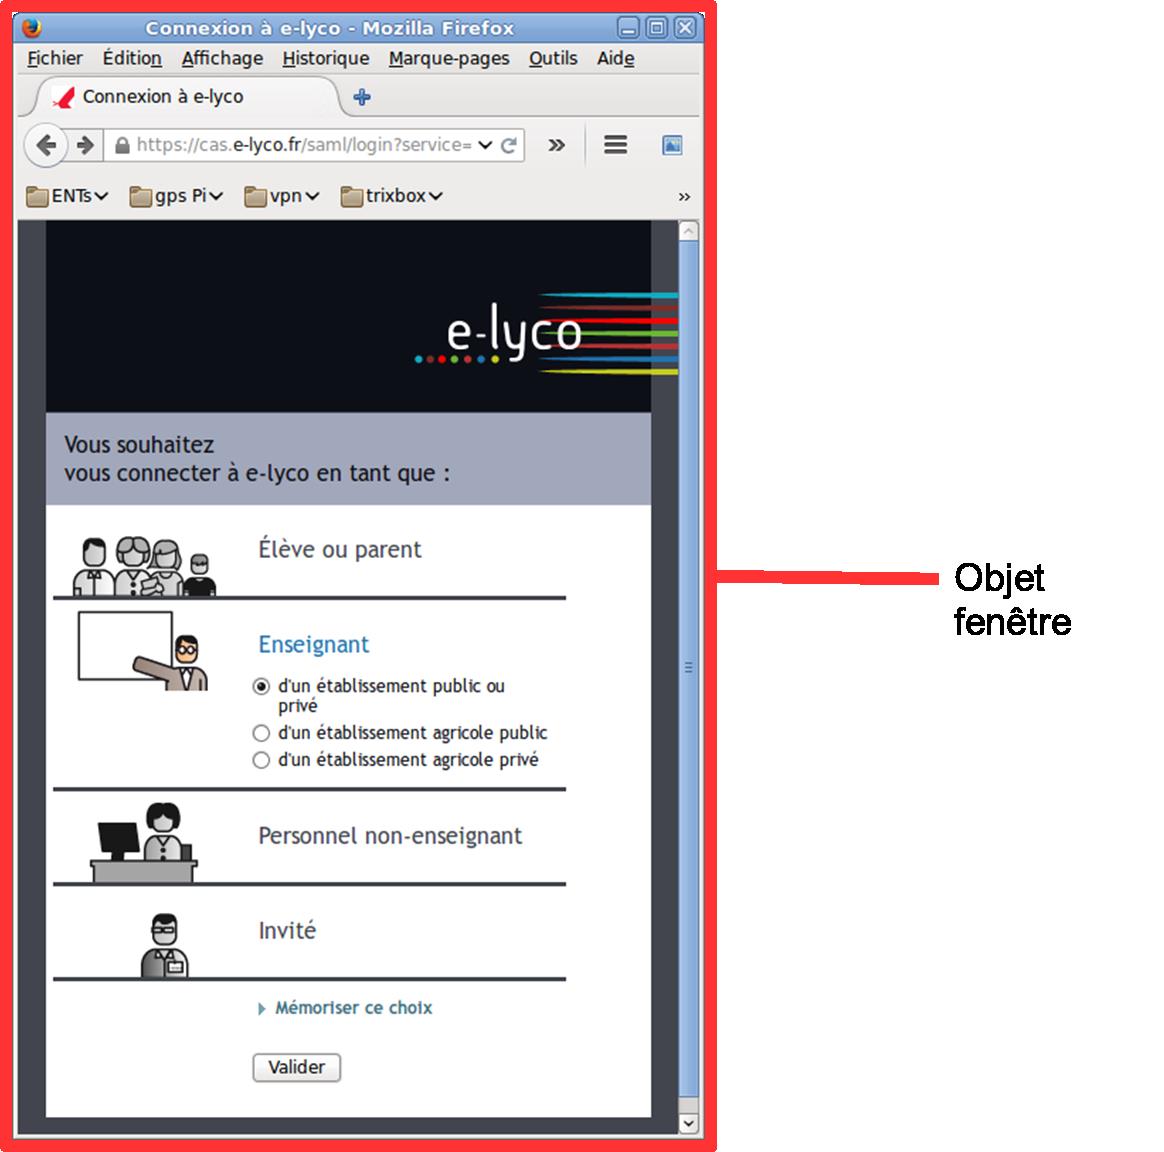 Connexion à e-lyco - Mozilla Firefox
Fichier Édition Affichage Historique Marque-pages Outils Aide
Connexion à e-lyco
https://cas.e-lyco.fr/saml/login?service=
ENTs gps Pi vpn trixbox
e-lyco
Vous souhaitez
vous connecter à e-lyco en tant que :
Élève ou parent
Enseignant
d'un établissement public ou
privé
d'un établissement agricole public
d'un établissement agricole privé
Personnel non-enseignant
Invité
Mémoriser ce choix
Valider
Objet
fenêtre